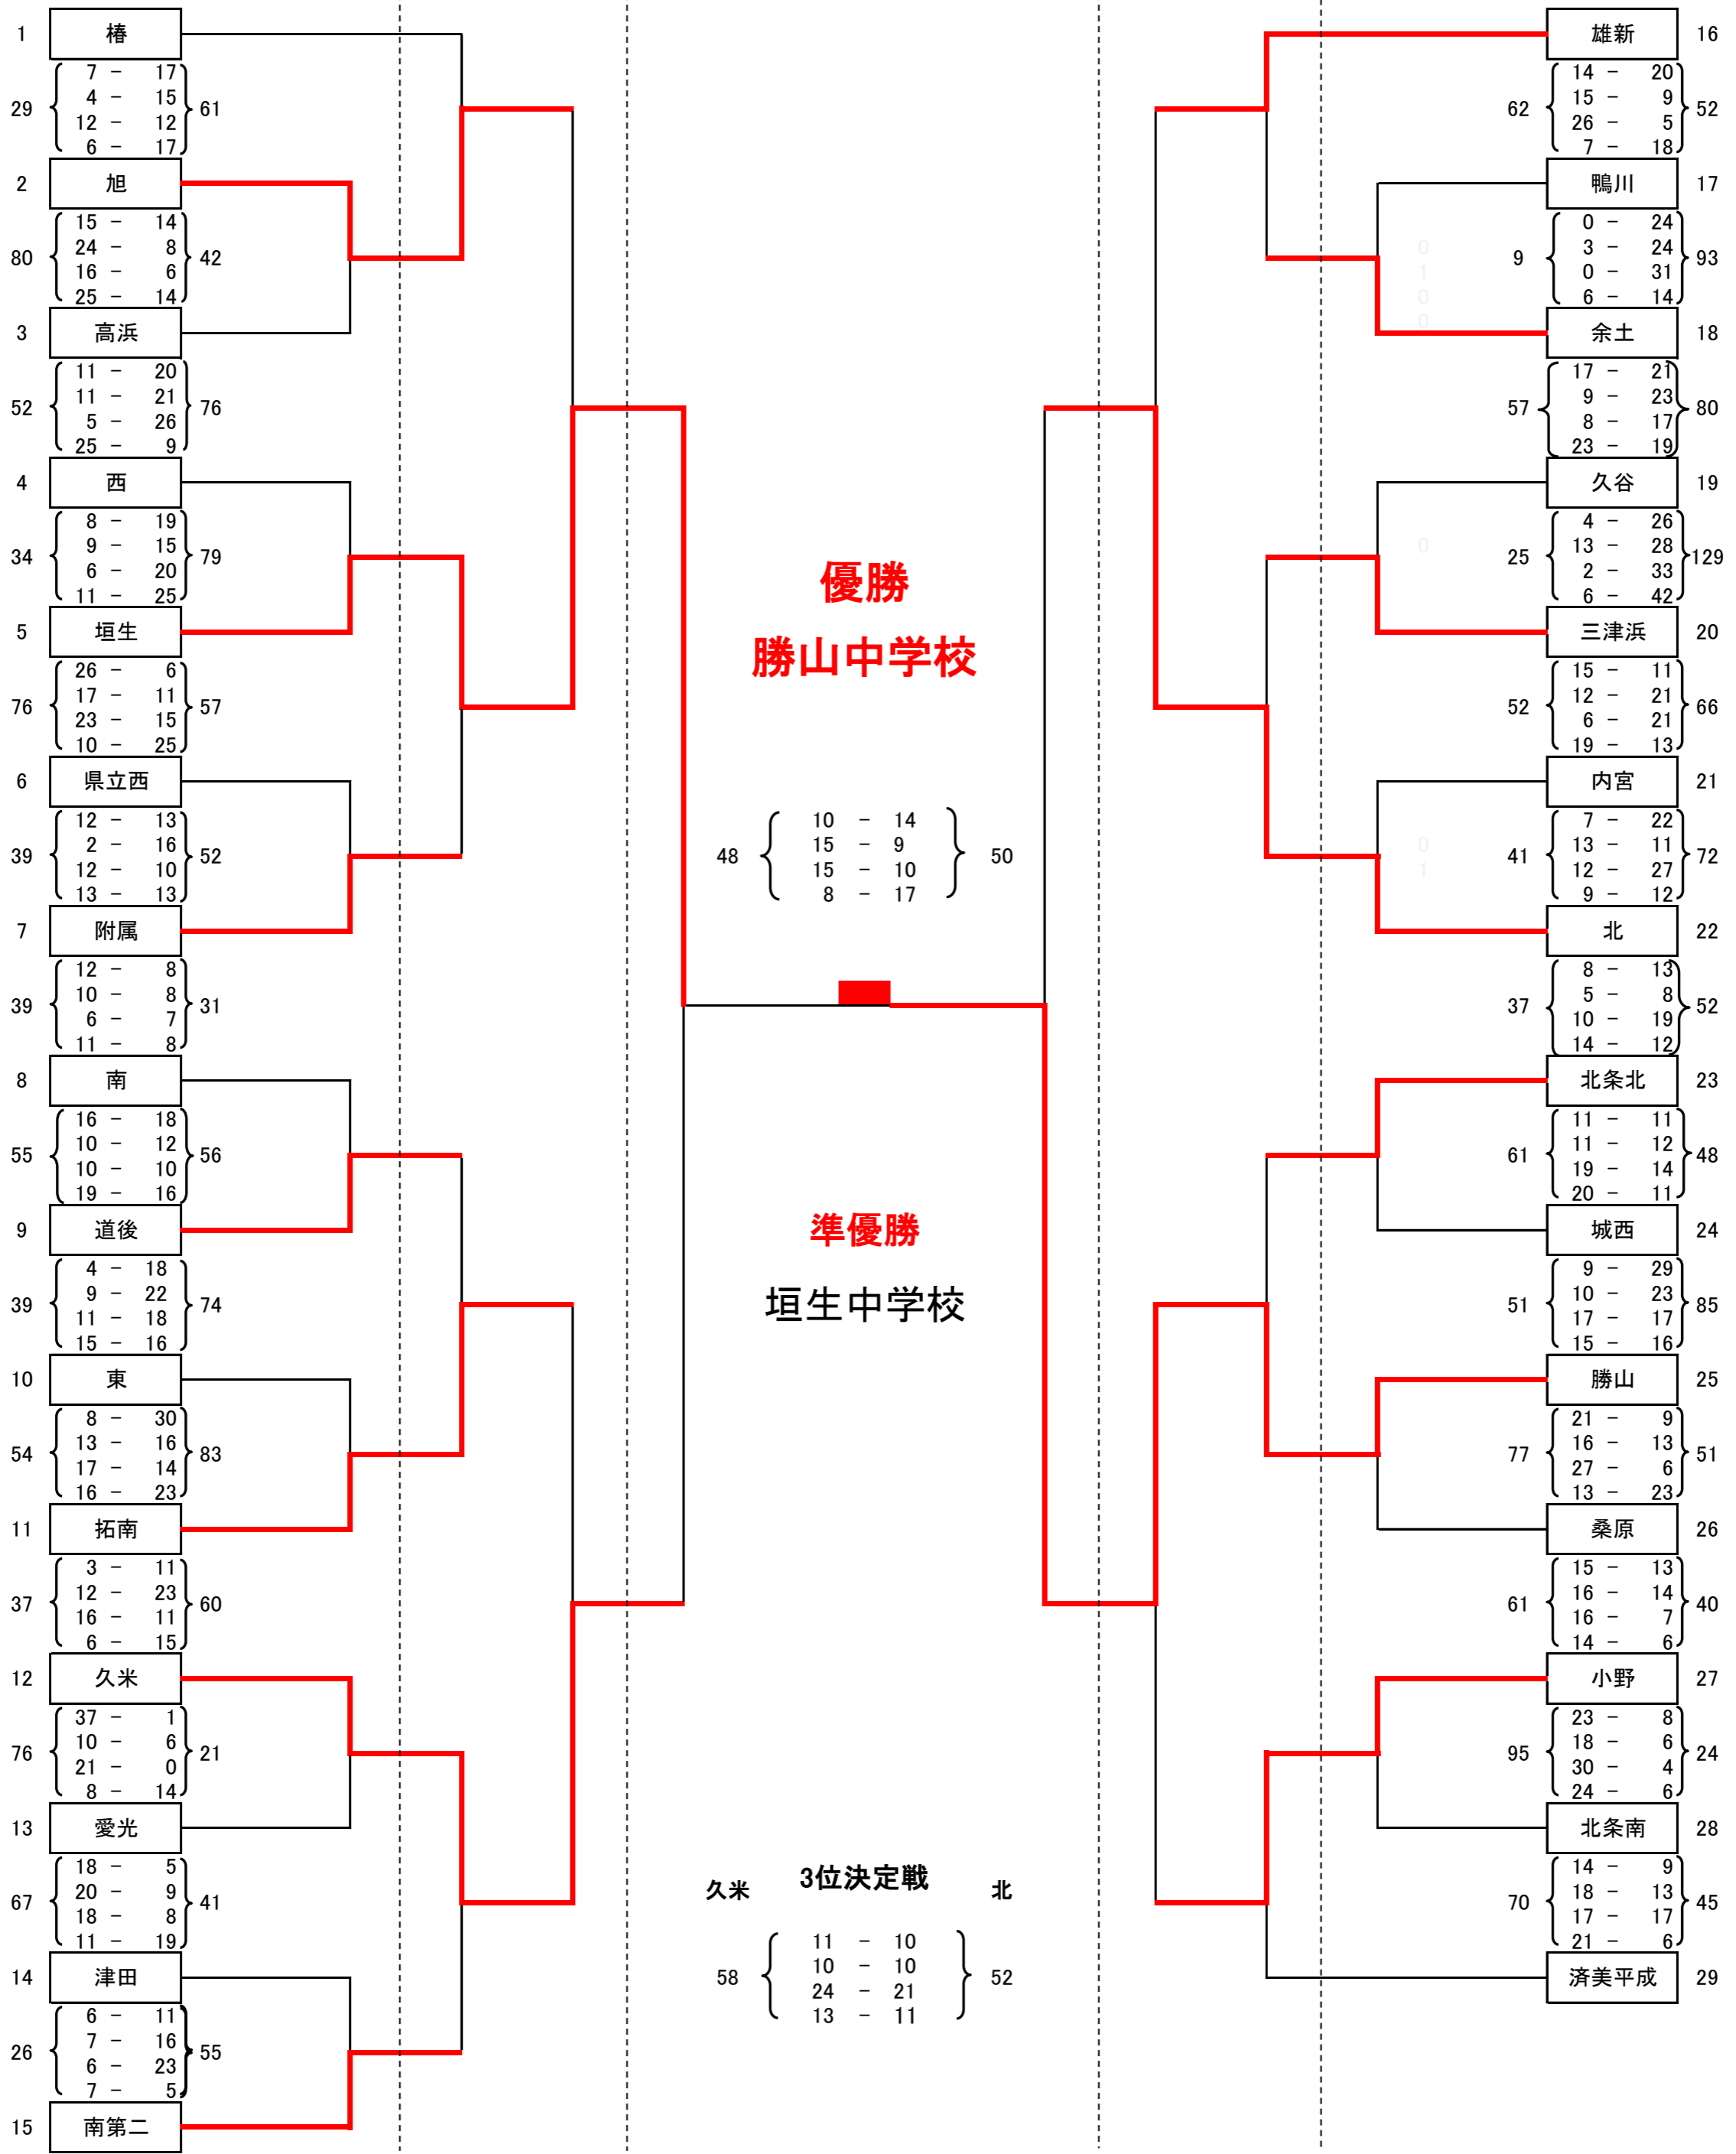 1 椿
29 7 - 17 61
4 - 15
12 - 12
6 - 17
2 旭
80 15 - 14 42
24 - 8
16 - 6
25 - 14
3 高浜
52 11 - 20 76
11 - 21
5 - 26
25 - 9
4 西
34 8 - 19 79
9 - 15
6 - 20
11 - 25
5 垣生
76 26 - 6 57
17 - 11
23 - 15
10 - 25
6 県立西
39 12 - 13 52
2 - 16
12 - 10
13 - 13
7 附属
39 12 - 8 31
10 - 8
6 - 7
11 - 8
8 南
55 16 - 18 56
10 - 12
10 - 10
19 - 16
9 道後
39 4 - 18 74
9 - 22
11 - 18
15 - 16
10 東
54 8 - 30 83
13 - 16
17 - 14
16 - 23
11 拓南
37 3 - 11 60
12 - 23
16 - 11
6 - 15
12 久米
76 37 - 1 21
10 - 6
21 - 0
8 - 14
13 愛光
67 18 - 5 41
20 - 9
18 - 8
11 - 19
14 津田
26 6 - 11 55
7 - 16
6 - 23
7 - 5
15 南第二
優勝
勝山中学校
48 10 - 14 50
15 - 9
15 - 10
8 - 17
準優勝
垣生中学校
3位決定戦
久米 北
58 11 - 10 52
10 - 10
24 - 21
13 - 11
雄新 16
62 14 - 20 52
15 - 9
26 - 5
7 - 18
鴨川 17
9 0 - 24 93
3 - 24
0 - 31
6 - 14
0
1
0
0
余土 18
57 17 - 21 80
9 - 23
8 - 17
23 - 19
久谷 19
25 4 - 26 129
13 - 28
2 - 33
6 - 42
0
三津浜 20
52 15 - 11 66
12 - 21
6 - 21
19 - 13
内宮 21
41 7 - 22 72
13 - 11
12 - 27
9 - 12
0
1
北 22
37 8 - 13 52
5 - 8
10 - 19
14 - 12
北条北 23
61 11 - 11 48
11 - 12
19 - 14
20 - 11
城西 24
51 9 - 29 85
10 - 23
17 - 17
15 - 16
勝山 25
77 21 - 9 51
16 - 13
27 - 6
13 - 23
桑原 26
61 15 - 13 40
16 - 14
16 - 7
14 - 6
小野 27
95 23 - 8 24
18 - 6
30 - 4
24 - 6
北条南 28
70 14 - 9 45
18 - 13
17 - 17
21 - 6
済美平成 29